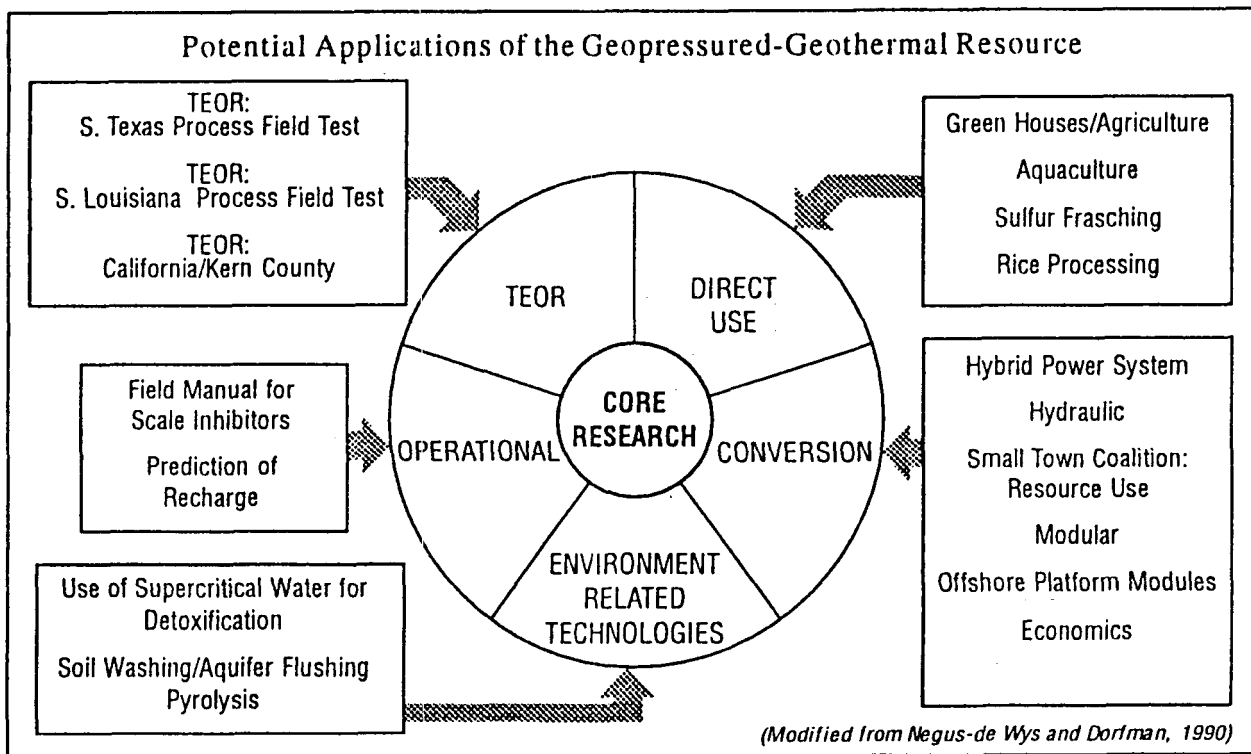 Potential Applications of the Geopressured-Geothermal Resource
TEOR:
S. Texas Process Field Test
TEOR:
S. Louisiana Process Field Test
TEOR:
California/Kern County
Field Manual for
Scale Inhibitors
Prediction of
Recharge
Use of Supercritical Water for
Detoxification
Soil Washing/Aquifer Flushing
Pyrolysis
TEOR
DIRECT
USE
CORE
RESEARCH
OPERATIONAL
CONVERSION
ENVIRONMENT
RELATED
TECHNOLOGIES
Green Houses/Agriculture
Aquaculture
Sulfur Frasching
Rice Processing
Hybrid Power System
Hydraulic
Small Town Coalition:
Resource Use
Modular
Offshore Platform Modules
Economics
(Modified from Negus-de Wys and Dorfman, 1990)